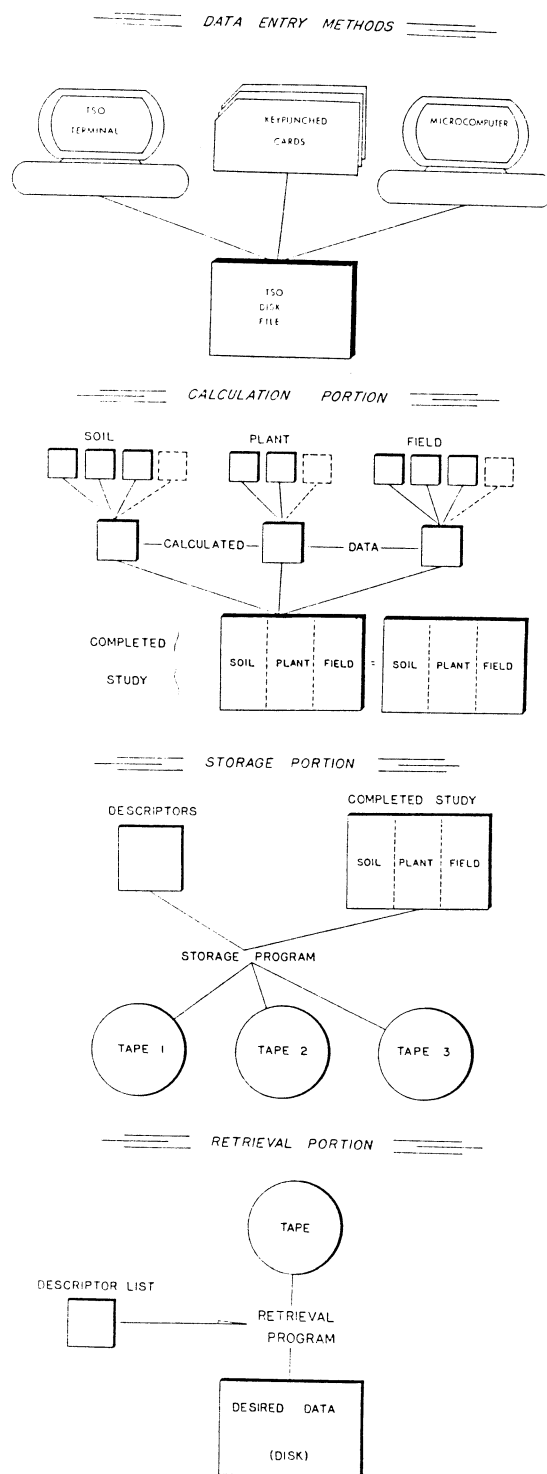 DATA ENTRY METHODS
TSO
TERMINAL
KEYPUNCHED
CARDS
MICROCOMPUTER
TSO
DISK
FILE
CALCULATION PORTION
SOIL PLANT FIELD
CALCULATED DATA
COMPLETED
STUDY
SOIL PLANT FIELD = SOIL PLANT FIELD
STORAGE PORTION
DESCRIPTORS
COMPLETED STUDY
SOIL PLANT FIELD
STORAGE PROGRAM
TAPE 1 TAPE 2 TAPE 3
RETRIEVAL PORTION
TAPE
DESCRIPTOR LIST
RETRIEVAL
PROGRAM
DESIRED DATA
(DISK)